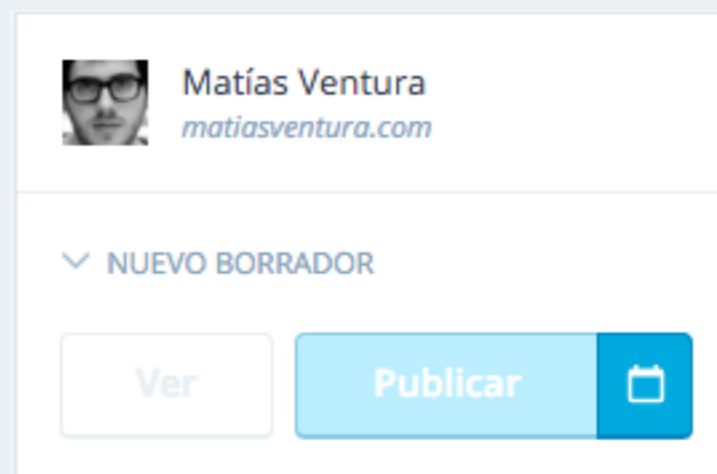 Matías Ventura
matiasventura.com
NUEVO BORRADOR
Ver
Publicar